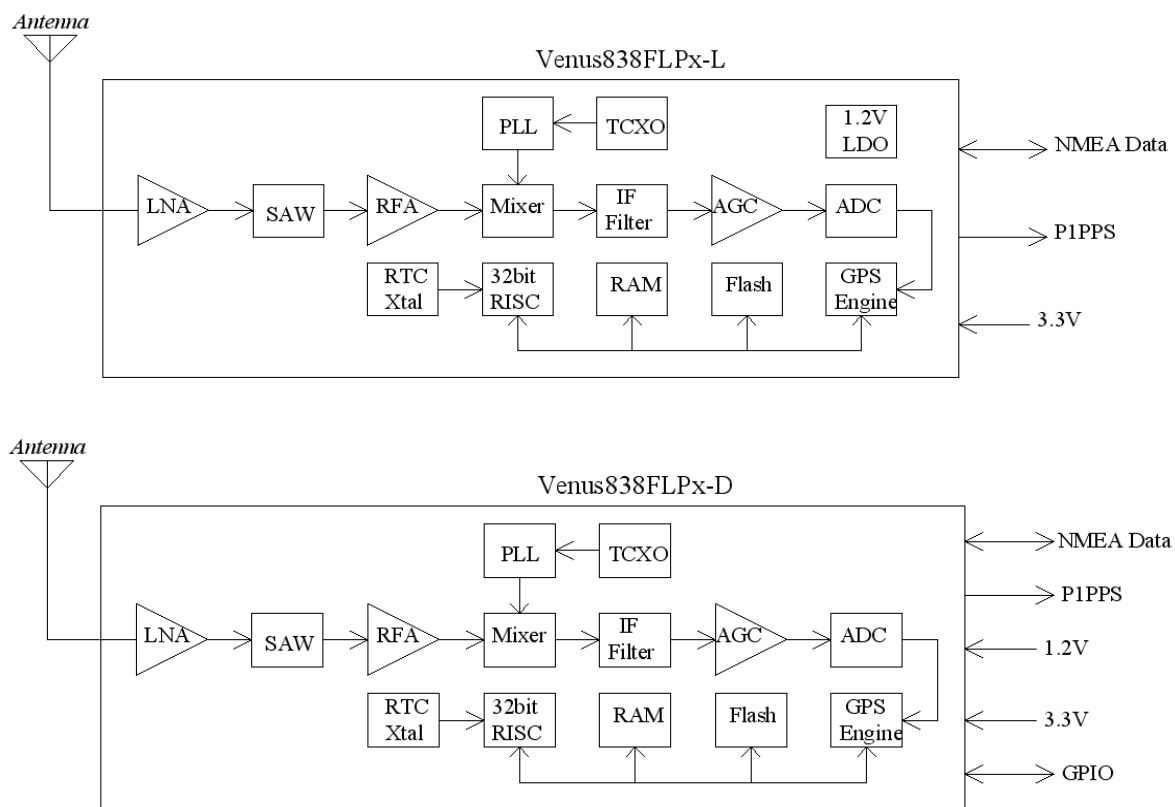 Antenna
Venus838FLPx-L
PLL
TCXO
1.2V
LDO
NMEA Data
LNA
SAW
RFA
Mixer
IF
Filter
AGC
ADC
P1PPS
RTC
Xtal
32bit
RISC
RAM
Flash
GPS
Engine
3.3V
Antenna
Venus838FLPx-D
PLL
TCXO
NMEA Data
P1PPS
LNA
SAW
RFA
Mixer
IF
Filter
AGC
ADC
1.2V
RTC
Xtal
32bit
RISC
RAM
Flash
GPS
Engine
3.3V
GPIO